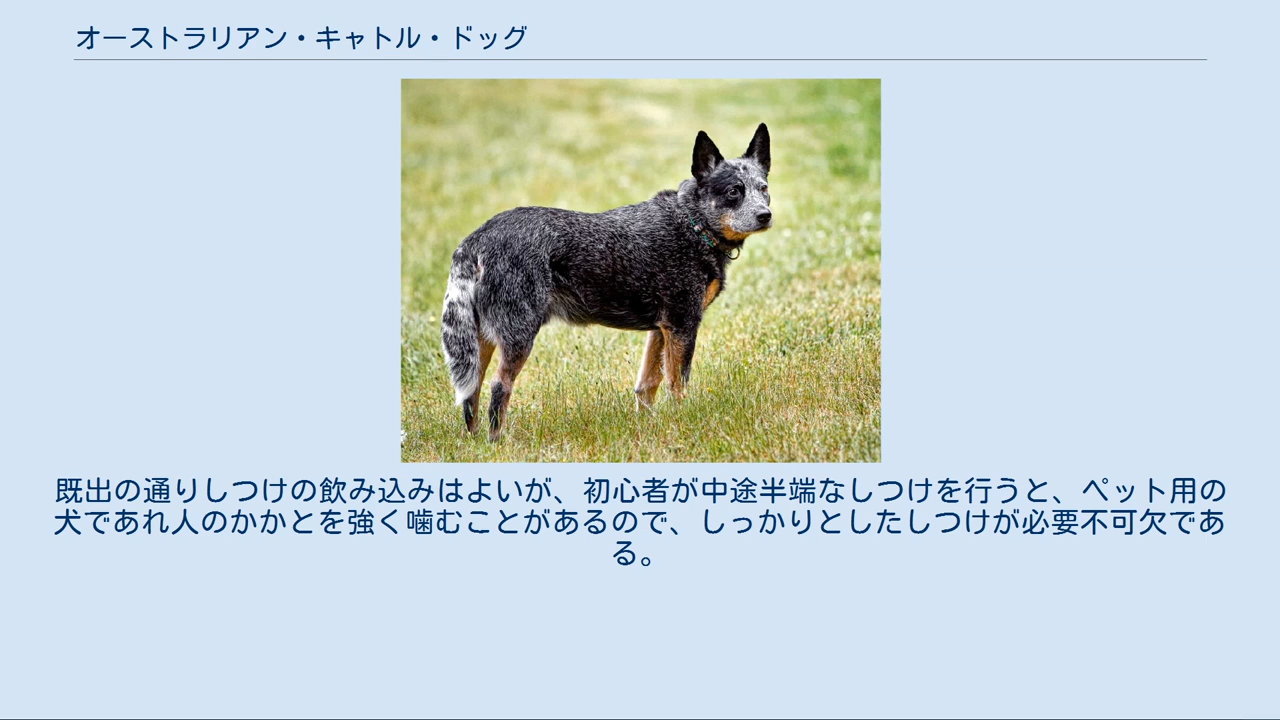 オーストラリアン・キャトル・ドッグ
既出の通りしつけの飲み込みはよいが、初心者が中途半端なしつけを行うと、ペット用の
犬であれ人のかかとを強く噛むことがあるので、しっかりとしたしつけが必要不可欠であ
る。